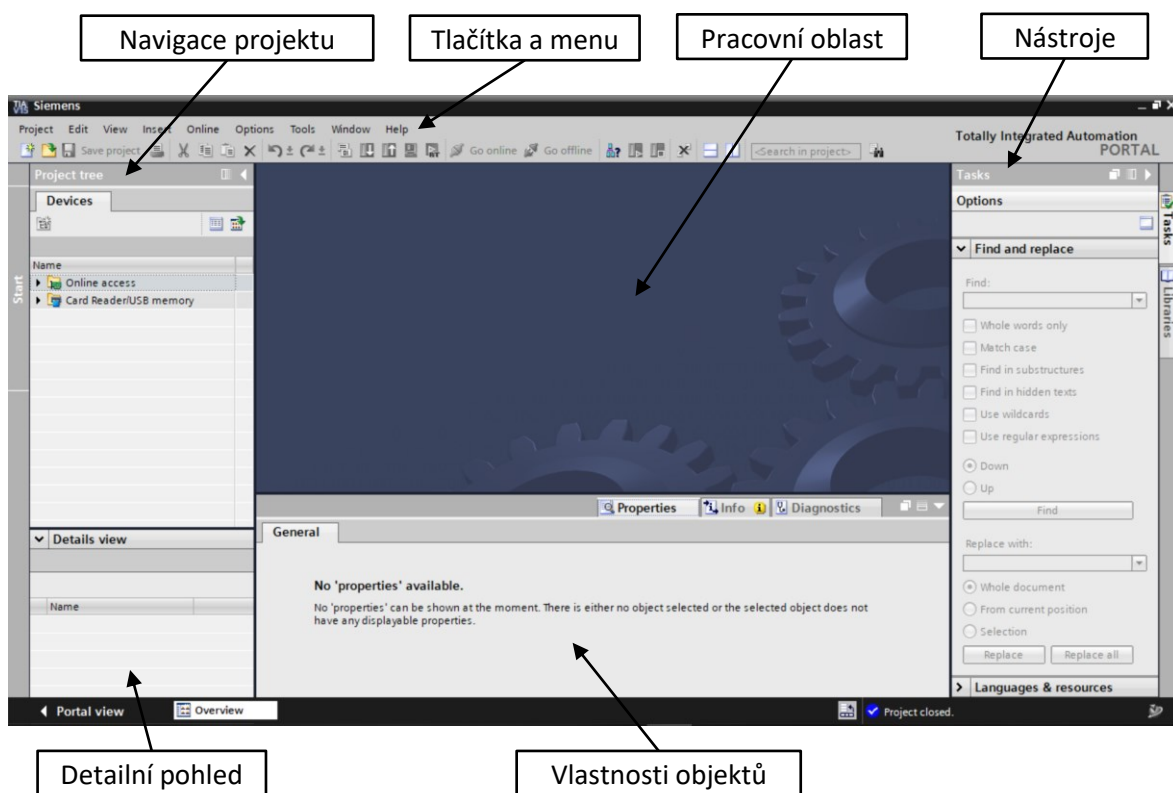 Navigace projektu
Tlačítka a menu
Pracovní oblast
Nástroje
Siemens
Project Edit View Insert Online Options Tools Window Help
Totally Integrated Automation
PORTAL
Save project
Go online
Go offline
<Search in project>
Project tree
Tasks
Devices
Options
Find and replace
Name
Online access
Card Reader/USB memory
Start
Find:
Whole words only
Match case
Find in substructures
Find in hidden texts
Use wildcards
Use regular expressions
Down
Up
Find
Replace with:
Whole document
From current position
Selection
Replace
Replace all
Languages & resources
Tasks
Libraries
Properties
Info
Diagnostics
General
No 'properties' available.
No 'properties' can be shown at the moment. There is either no object selected or the selected object does not
have any displayable properties.
Details view
Name
Portal view
Overview
Project closed.
Detailní pohled
Vlastnosti objektů